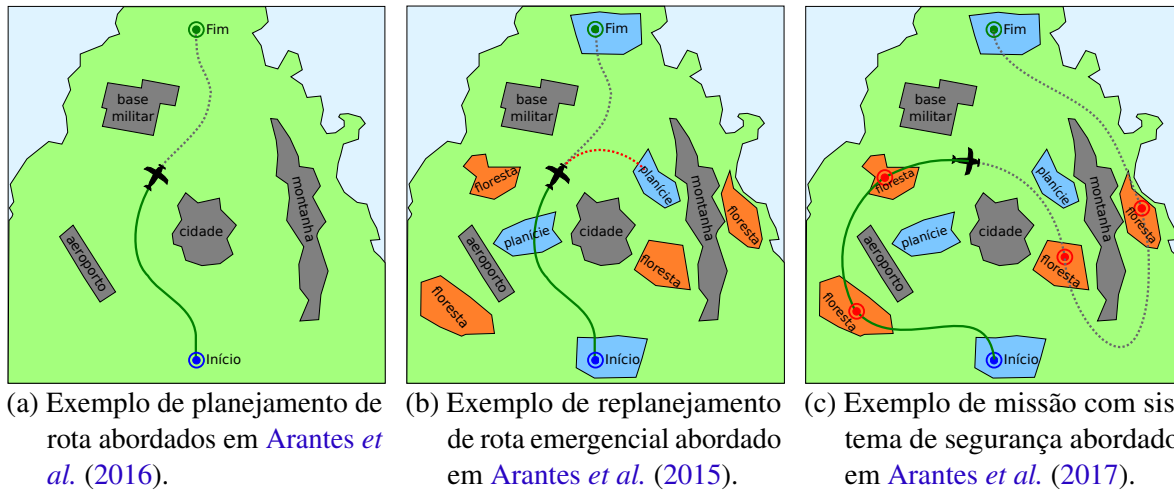 Fim
base
militar
montanha
cidade
aeroporto
Início
(a) Exemplo de planejamento de
rota abordados em Arantes et
al. (2016).
Fim
base
militar
floresta
planície
montanha
floresta
planície
cidade
aeroporto
floresta
floresta
Início
(b) Exemplo de replanejamento
de rota emergencial abordado
em Arantes et al. (2015).
Fim
base
militar
floresta
planície
montanha
floresta
planície
cidade
aeroporto
floresta
floresta
Início
(c) Exemplo de missão com sis
tema de segurança abordado
em Arantes et al. (2017).